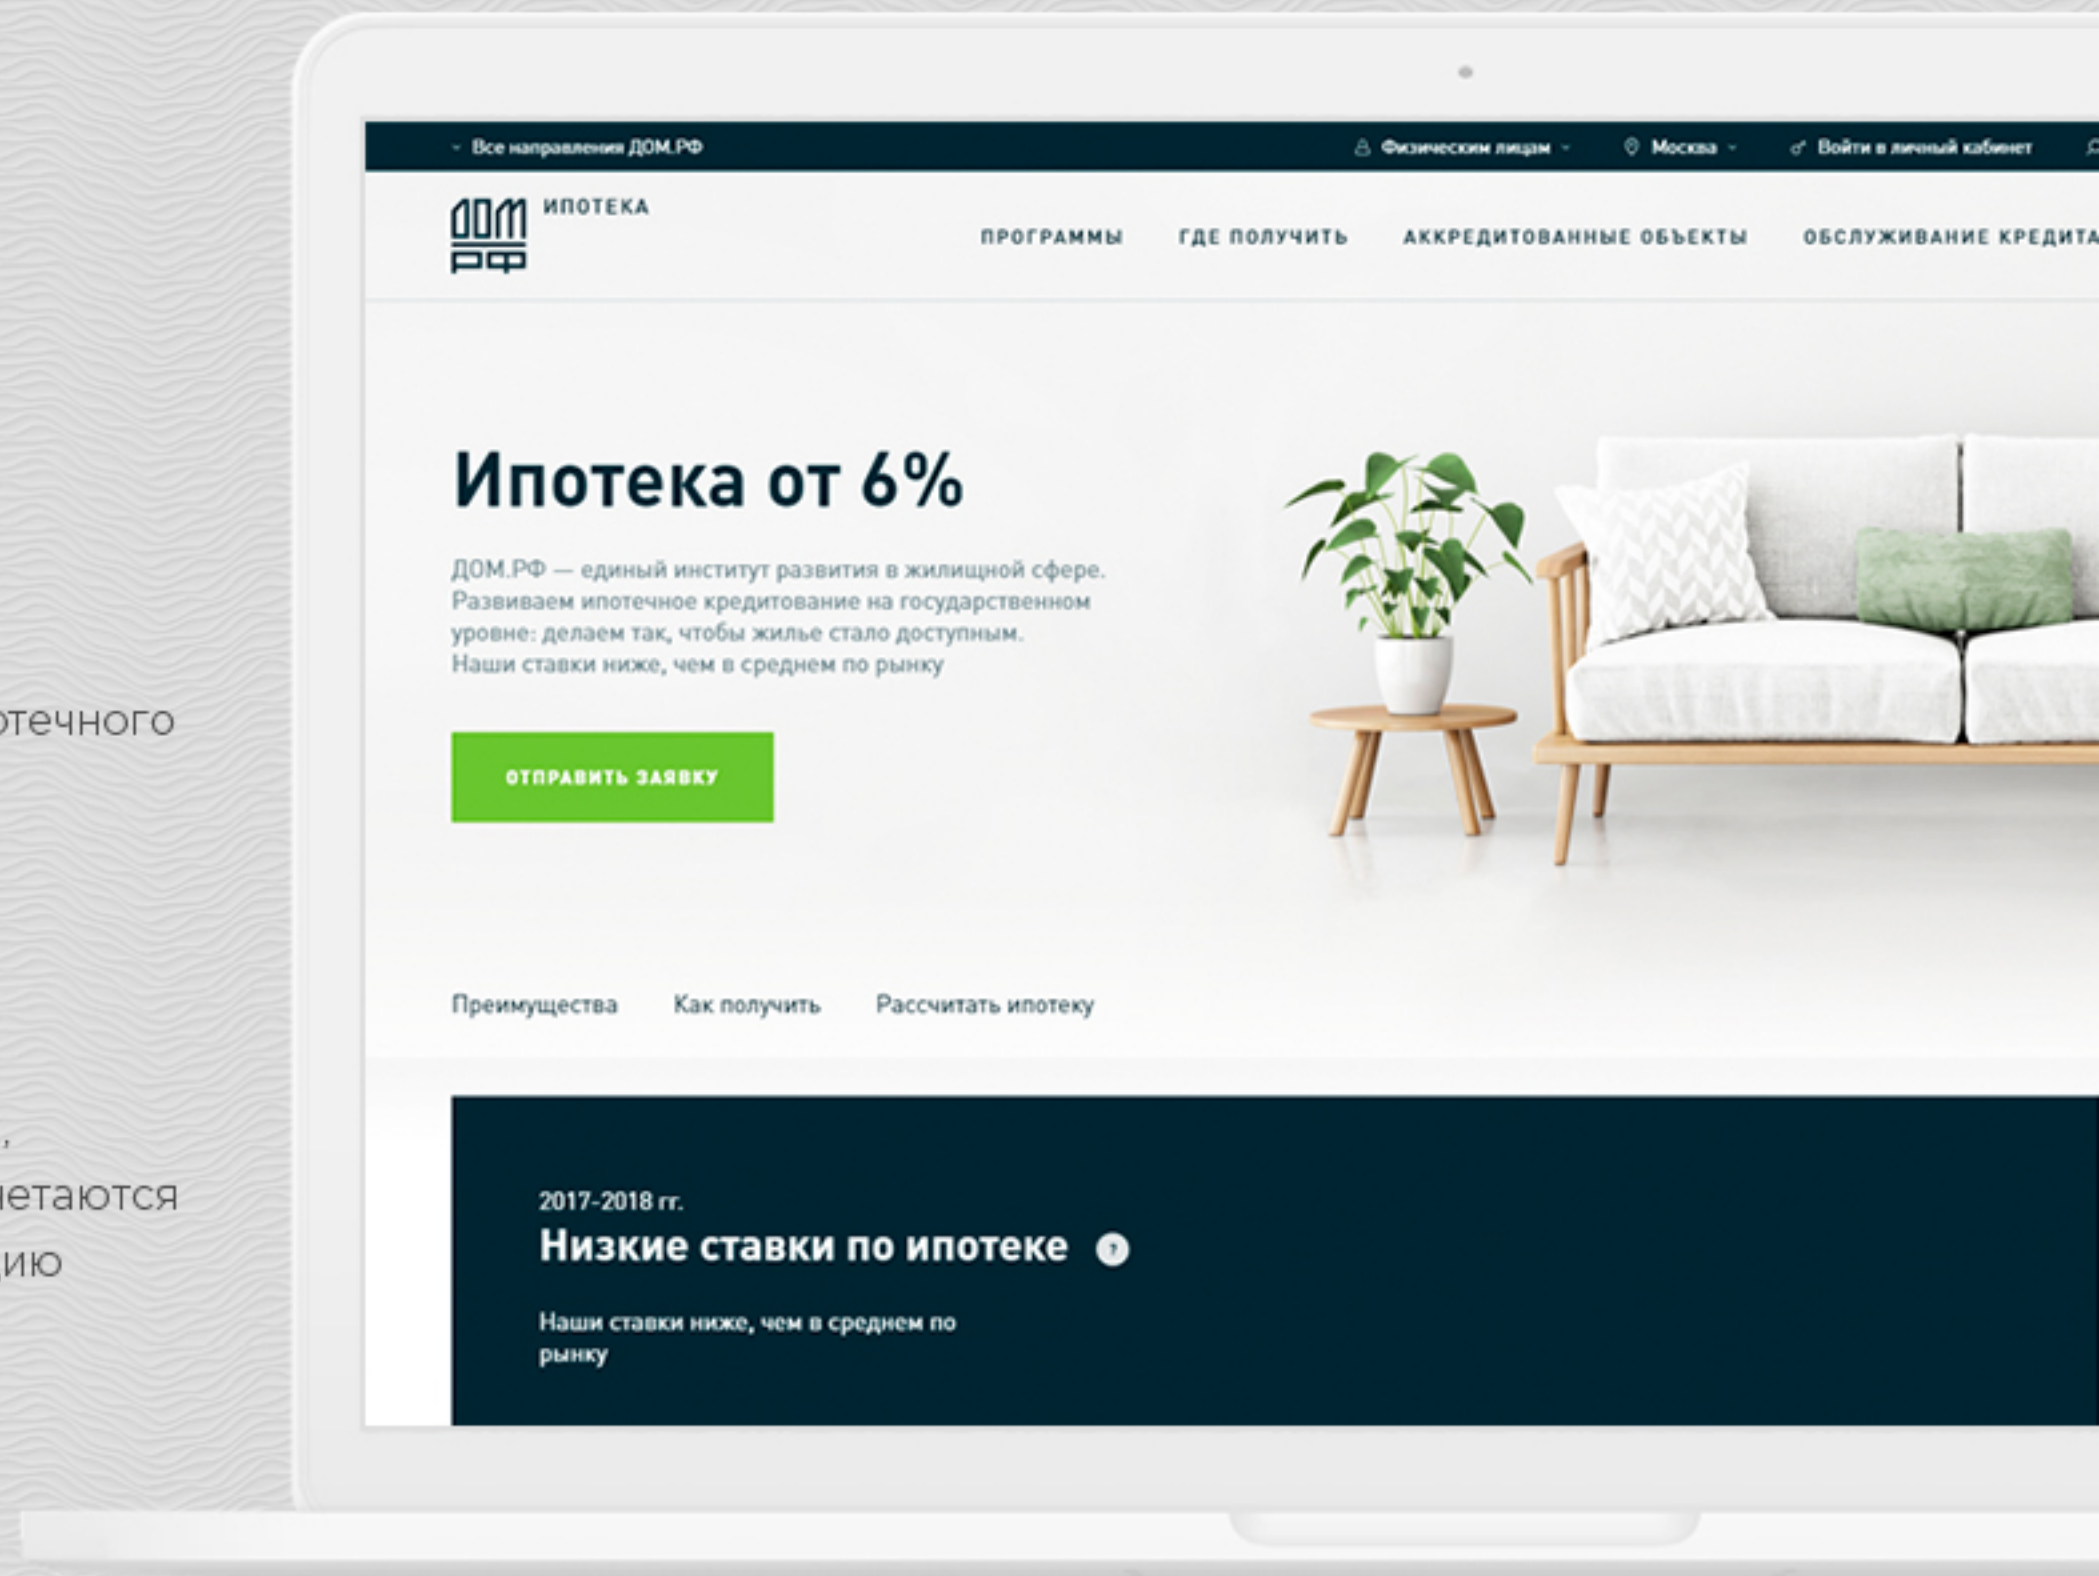 Все направления ДОМ.РФ
Физическим лицам
Москва
Войти в личный кабинет
ДОМ
РФ
ИПОТЕКА
ПРОГРАММЫ
ГДЕ ПОЛУЧИТЬ
АККРЕДИТОВАННЫЕ ОБЪЕКТЫ
ОБСЛУЖИВАНИЕ КРЕДИТА
Ипотека от 6%
ДОМ.РФ — единый институт развития в жилищной сфере.
Развиваем ипотечное кредитование на государственном
уровне: делаем так, чтобы жилье стало доступным.
Наши ставки ниже, чем в среднем по рынку
ОТПРАВИТЬ ЗАЯВКУ
Преимущества
Как получить
Рассчитать ипотеку
2017-2018 гг.
Низкие ставки по ипотеке ?
Наши ставки ниже, чем в среднем по
рынку